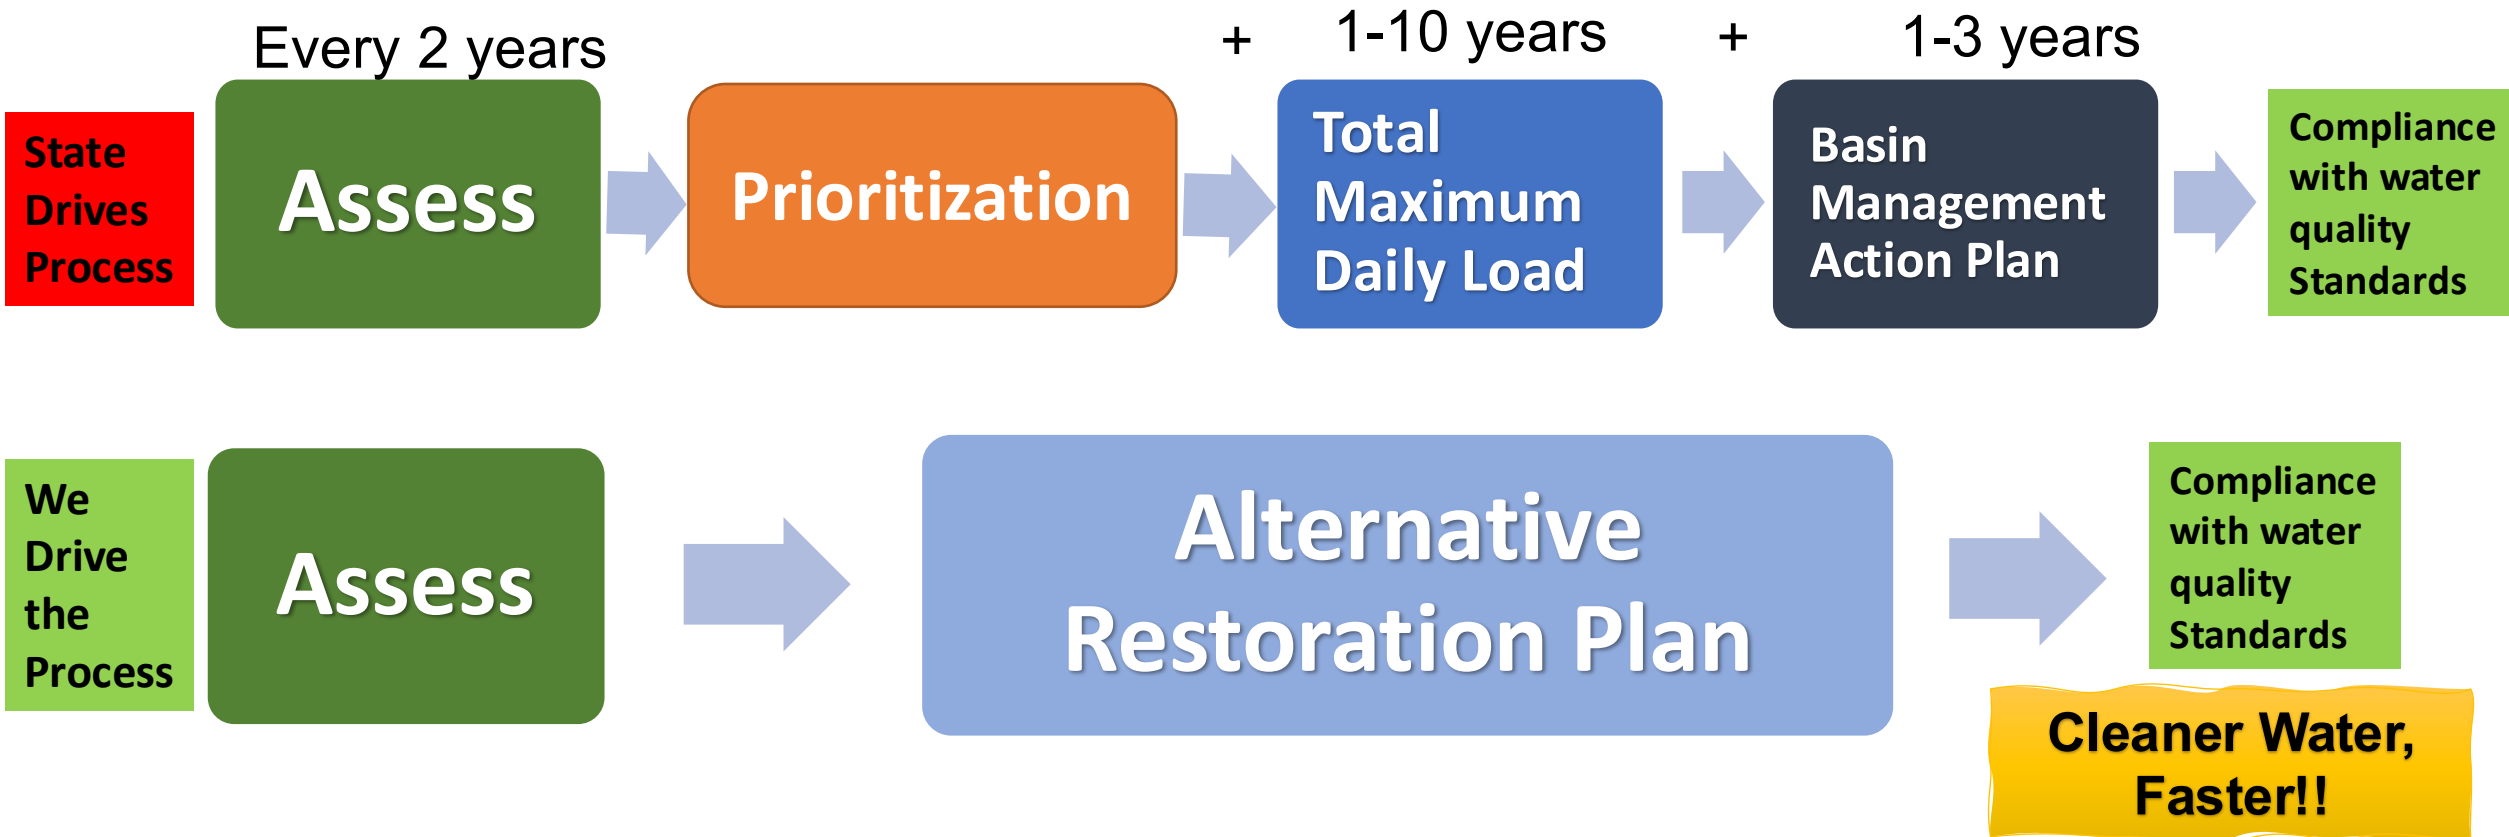 Every 2 years
+
1-10 years
+
1-3 years
State
Drives
Process
Assess
Prioritization
Total
Maximum
Daily Load
Basin
Management
Action Plan
Compliance
with water
quality
Standards
We
Drive
the
Process
Assess
Alternative
Restoration Plan
Compliance
with water
quality
Standards
Cleaner Water,
Faster!!